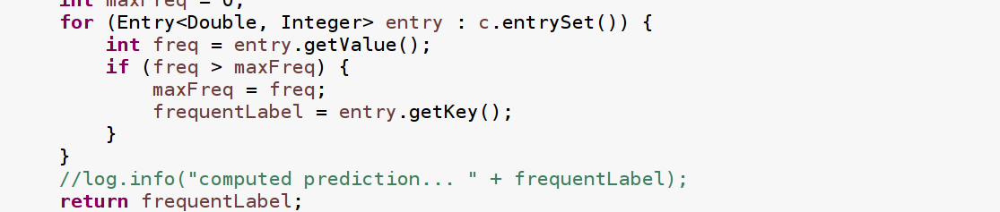 int maxFreq = 0;
for (Entry<Double, Integer> entry : c.entrySet()) {
int freq = entry.getValue();
if (freq > maxFreq) {
maxFreq = freq;
frequentLabel = entry.getKey();
}
}
//log.info("computed prediction... " + frequentLabel);
return frequentLabel;